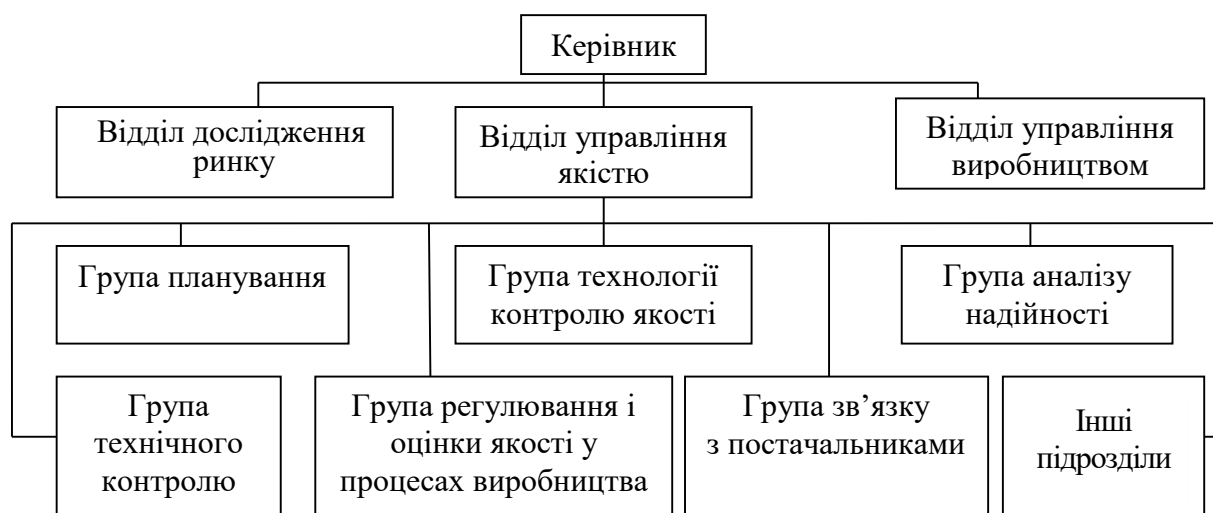 Керівник
Відділ дослідження
ринку
Відділ управління
якістю
Відділ управління
виробництвом
Група планування
Група технології
контролю якості
Група аналізу
надійності
Група
технічного
контролю
Група регулювання і
оцінки якості у
процесах виробництва
Група зв’язку
з постачальниками
Інші
підрозділи